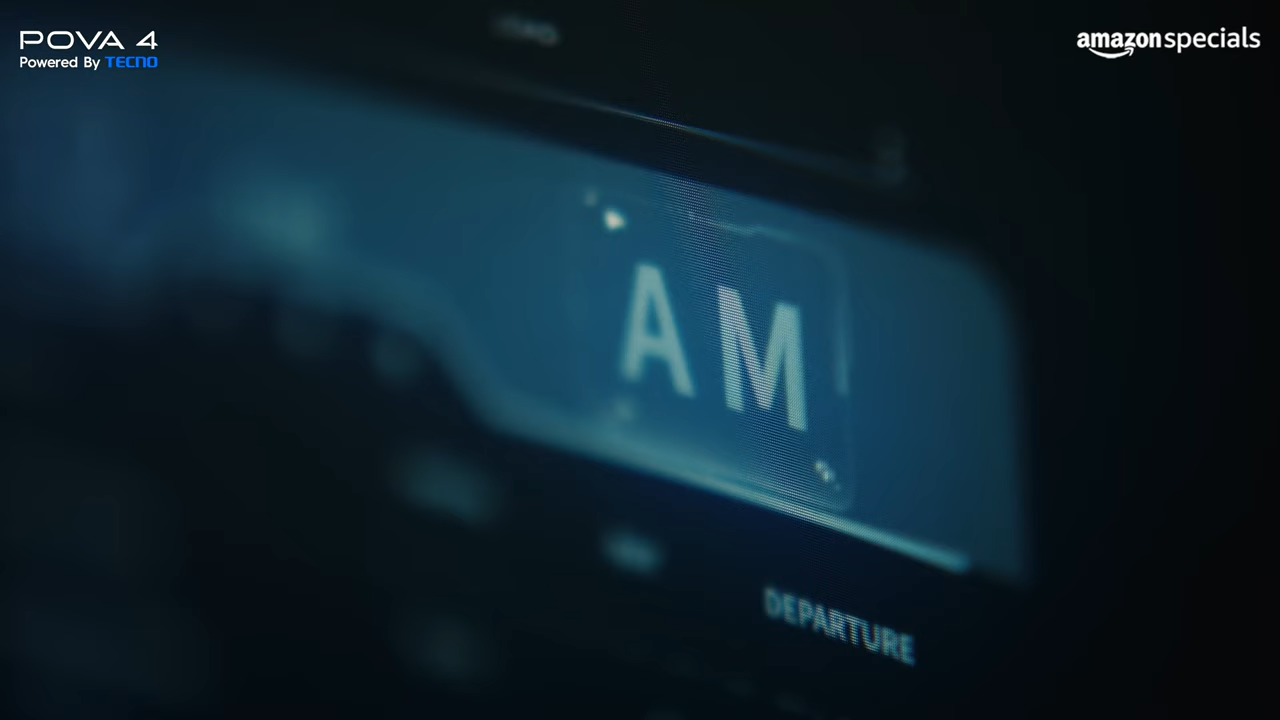 POVA 4
Powered By TECNO
amazonspecials
AM
DEPARTURE